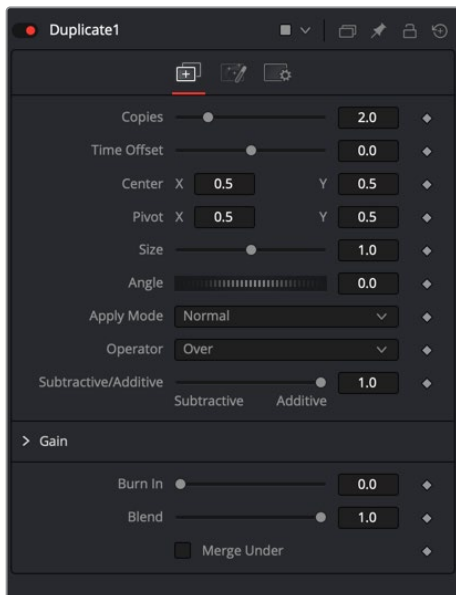 Duplicate1
Copies 2.0
Time Offset 0.0
Center X 0.5 Y 0.5
Pivot X 0.5 Y 0.5
Size 1.0
Angle 0.0
Apply Mode Normal
Operator Over
Subtractive/Additive 1.0
Subtractive Additive
Gain
Burn In 0.0
Blend 1.0
Merge Under